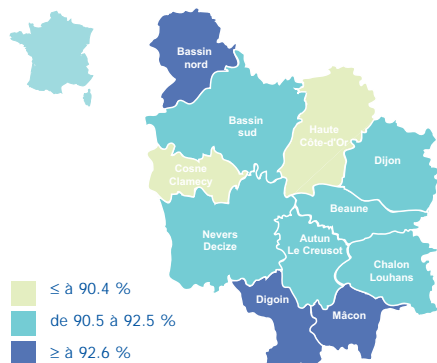 Bassin
nord
Bassin
sud
Haute
Côte-d'Or
Dijon
Cosne
Clamecy
Beaune
Nevers
Decize
Autun
Le Creusot
Chalon
Louhans
Digoin
Mâcon
≤ à 90.4 %
de 90.5 à 92.5 %
≥ à 92.6 %